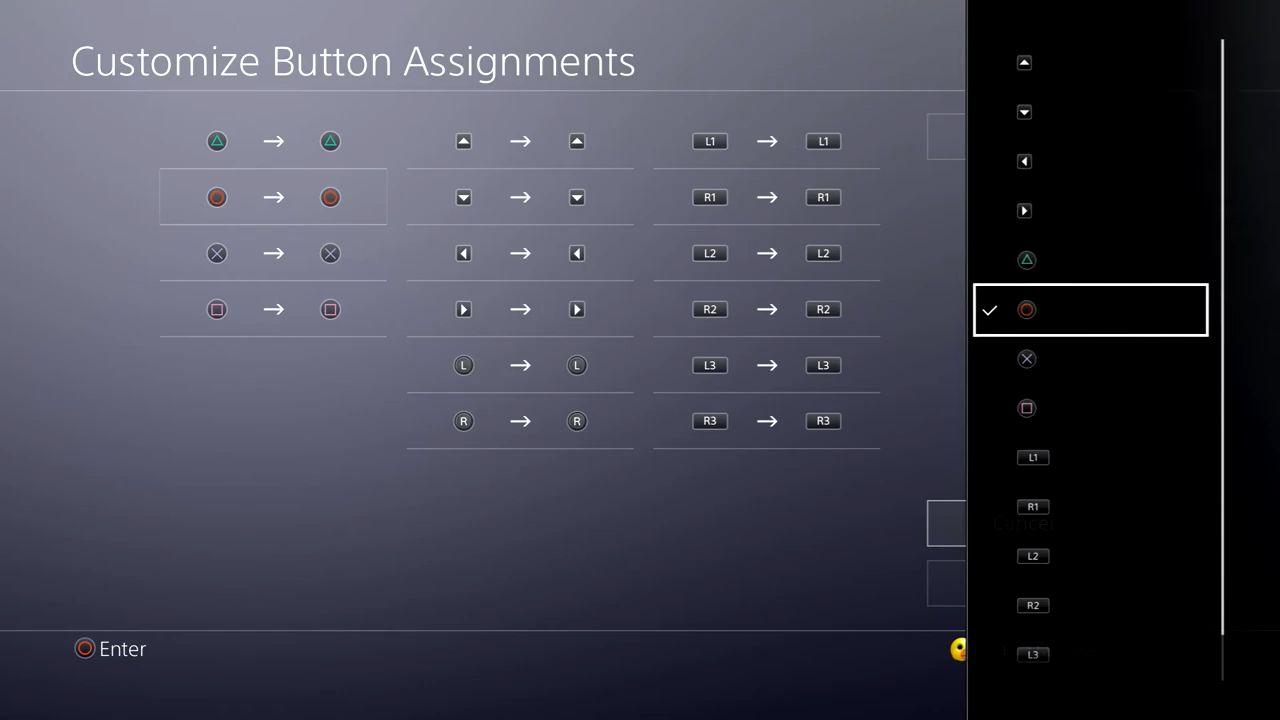 Customize Button Assignments
L1 L1
R1 R1
L2 L2
R2 R2
L L
L3 L3
R R
R3 R3
Enter
L1
R1
Cancel
L2
R2
L3